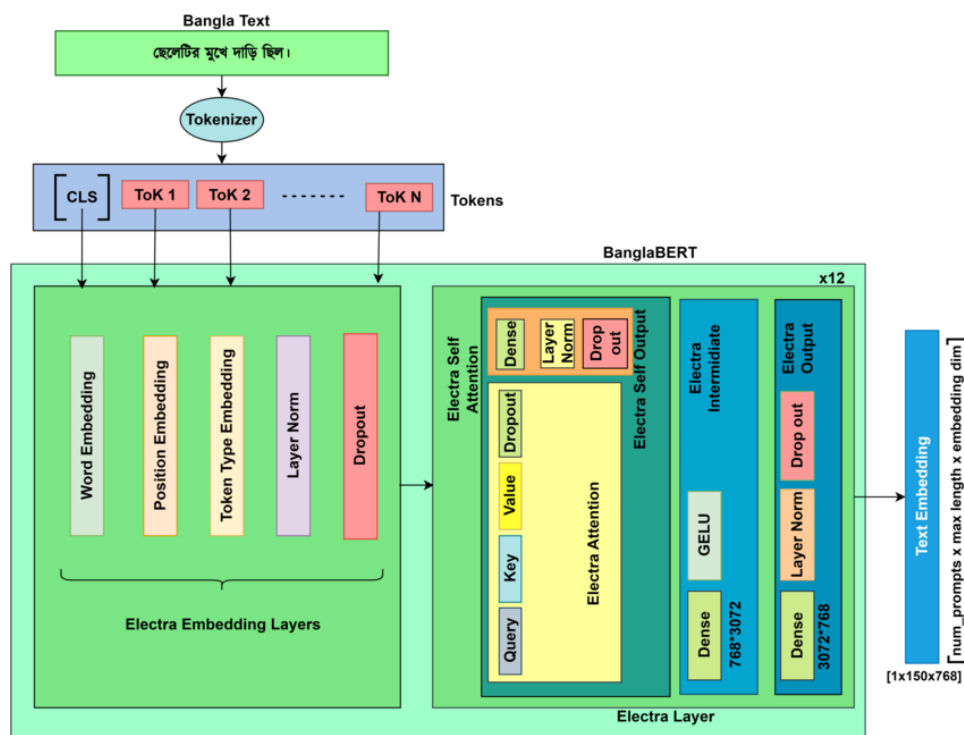 Bangla Text
ছেলেটির মুখে দাড়ি ছিল।
Tokenizer
[CLS] ToK 1 ToK 2 ------- ToK N
Tokens
BanglaBERT
x12
Word Embedding
Position Embedding
Token Type Embedding
Layer Norm
Dropout
Electra Embedding Layers
Electra Self
Attention
Dense
Layer
Norm
Drop
out
Electra Self Output
Query
Key
Value
Dropout
Electra Attention
Electra
Intermidiate
GELU
Dense
768*3072
Electra
Output
Drop out
Layer Norm
Dense
3072*768
Electra Layer
Text Embedding
[num_prompts x max length x embedding dim]
[1x150x768]